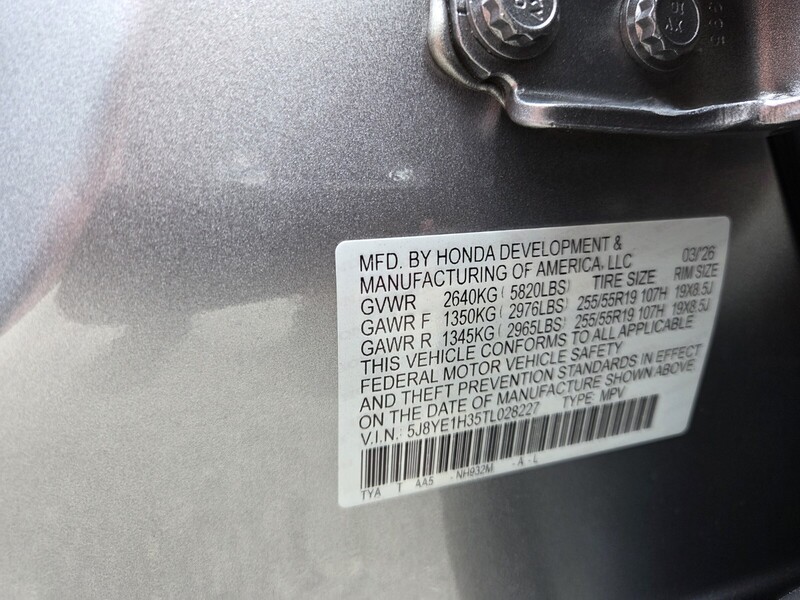 MFD. BY HONDA DEVELOPMENT & 03/'26
MANUFACTURING OF AMERICA, LLC
GVWR 2640KG ( 5820LBS) TIRE SIZE RIM SIZE
GAWR F 1350KG ( 2976LBS) 255/55R19 107H 19X8.5J
GAWR R 1345KG ( 2965LBS) 255/55R19 107H 19X8.5J
THIS VEHICLE CONFORMS TO ALL APPLICABLE
FEDERAL MOTOR VEHICLE SAFETY
AND THEFT PREVENTION STANDARDS IN EFFECT
ON THE DATE OF MANUFACTURE SHOWN ABOVE
V.I.N.: 5J8YE1H35TL028227 TYPE: MPV
TYA T AA5 - NH932M - A - L